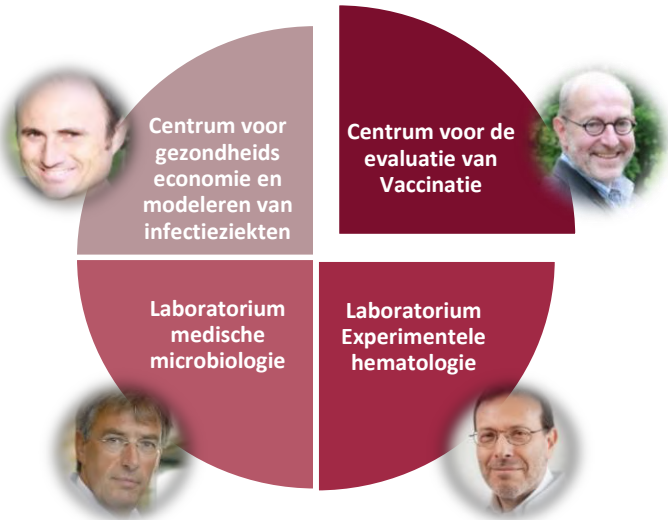 Centrum voor
gezondheids
economie en
modeleren van
infectieziekten
Centrum voor de
evaluatie van
Vaccinatie
Laboratorium
medische
microbiologie
Laboratorium
Experimentele
hematologie